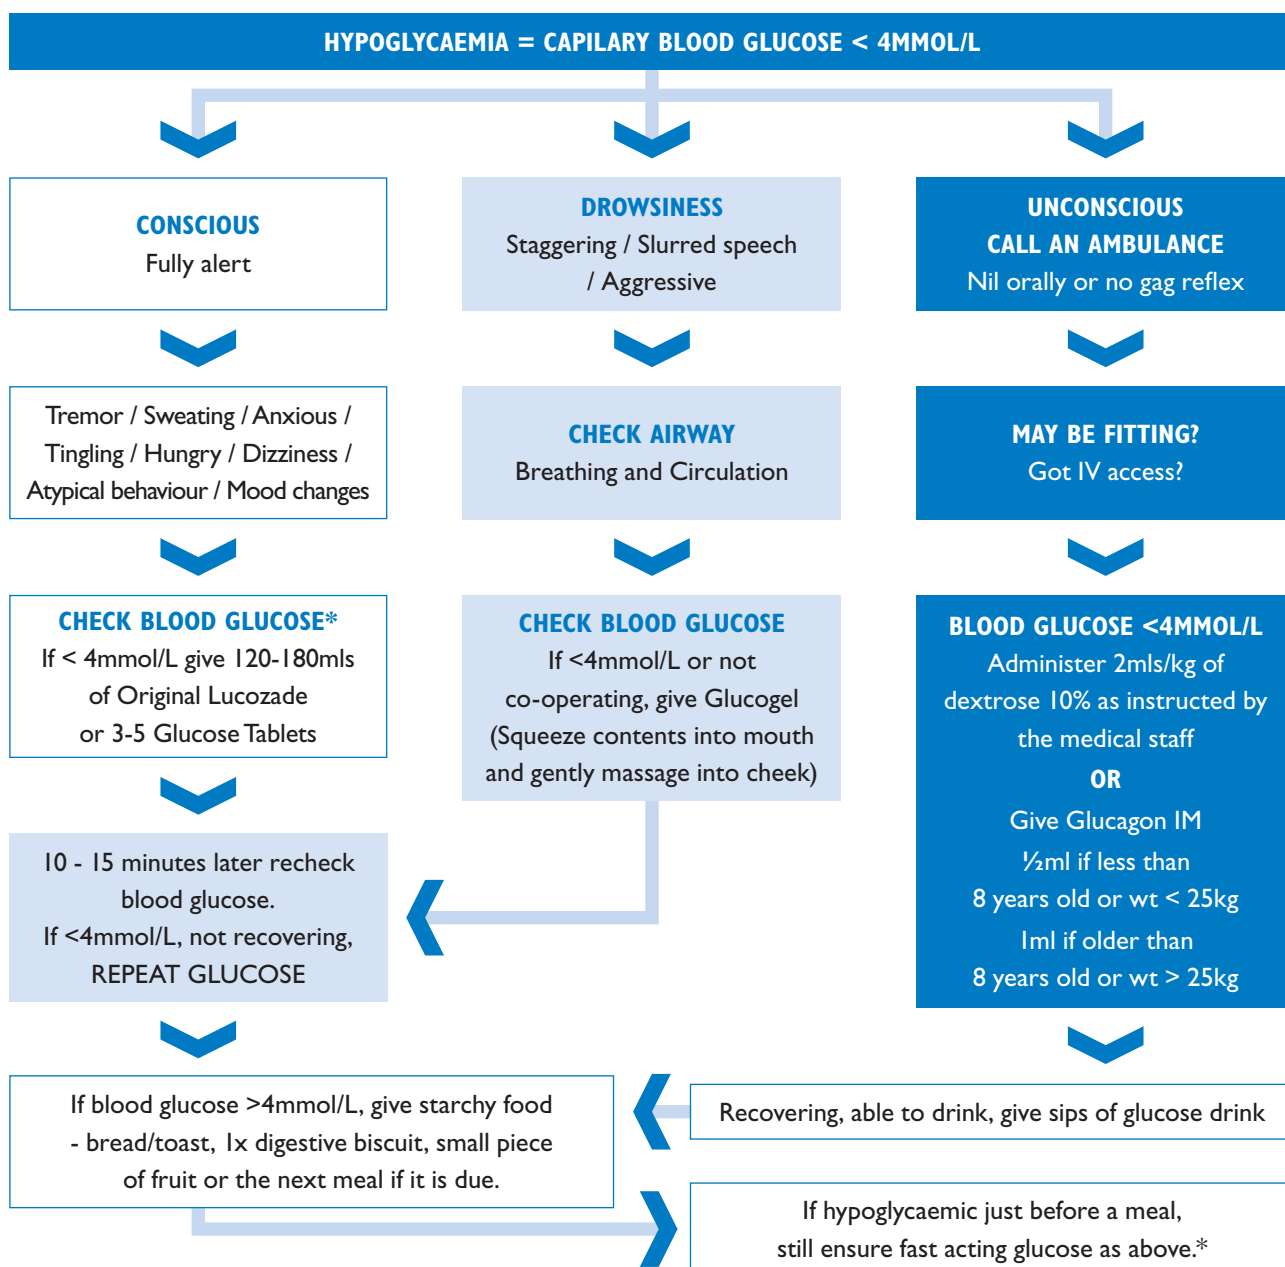 HYPOGLYCAEMIA = CAPILARY BLOOD GLUCOSE < 4MMOL/L
CONSCIOUS
Fully alert
Tremor / Sweating / Anxious /
Tingling / Hungry / Dizziness /
Atypical behaviour / Mood changes
CHECK BLOOD GLUCOSE*
If < 4mmol/L give 120-180mls
of Original Lucozade
or 3-5 Glucose Tablets
10 - 15 minutes later recheck
blood glucose.
If <4mmol/L, not recovering,
REPEAT GLUCOSE
DROWSINESS
Staggering / Slurred speech
/ Aggressive
CHECK AIRWAY
Breathing and Circulation
CHECK BLOOD GLUCOSE
If <4mmol/L or not
co-operating, give Glucogel
(Squeeze contents into mouth
and gently massage into cheek)
UNCONSCIOUS
CALL AN AMBULANCE
Nil orally or no gag reflex
MAY BE FITTING?
Got IV access?
BLOOD GLUCOSE <4MMOL/L
Administer 2mls/kg of
dextrose 10% as instructed by
the medical staff
OR
Give Glucagon IM
½ml if less than
8 years old or wt < 25kg
1ml if older than
8 years old or wt > 25kg
If blood glucose >4mmol/L, give starchy food
- bread/toast, 1x digestive biscuit, small piece
of fruit or the next meal if it is due.
Recovering, able to drink, give sips of glucose drink
If hypoglycaemic just before a meal,
still ensure fast acting glucose as above.*